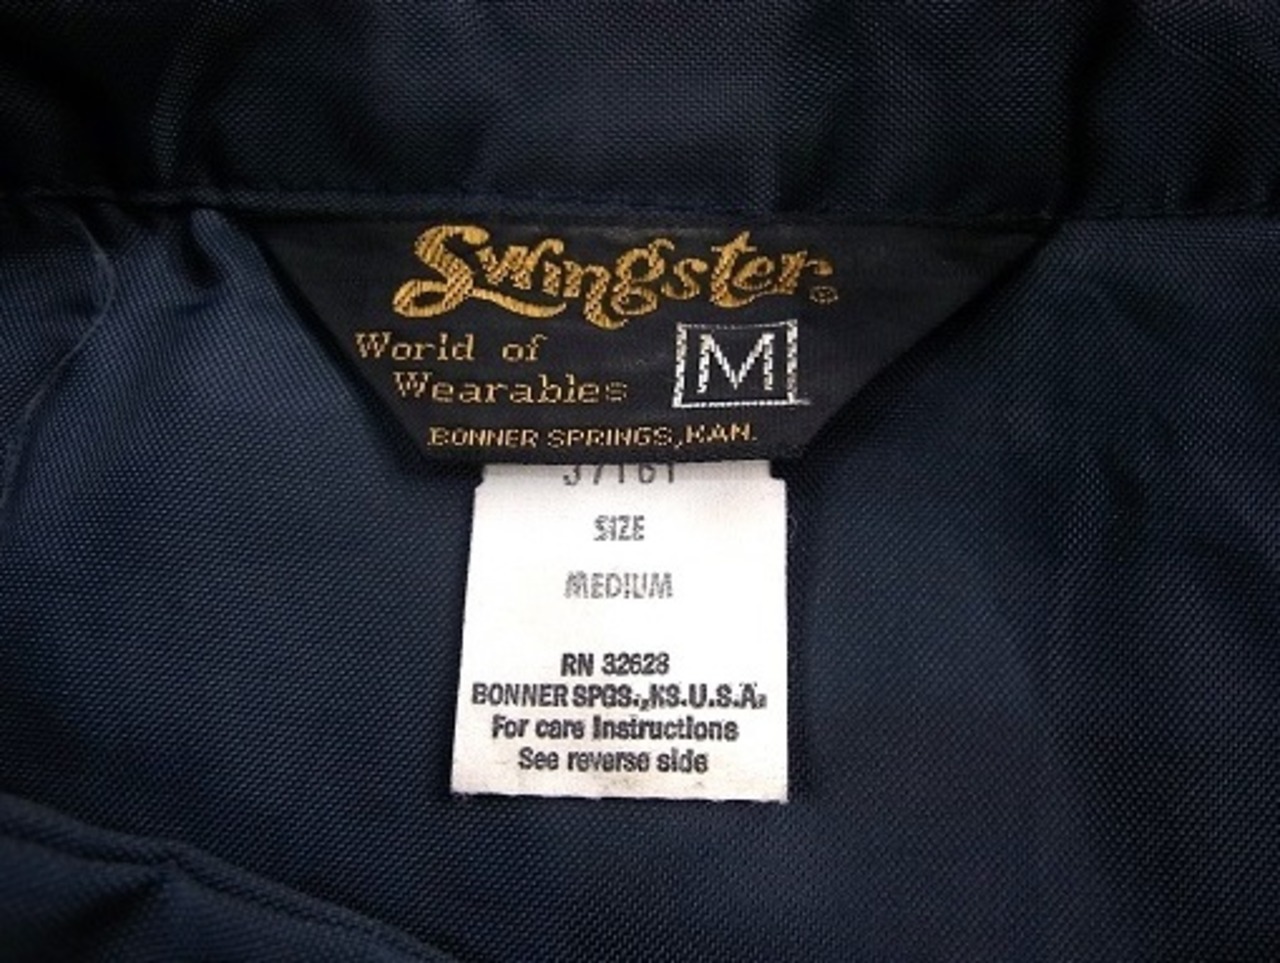 Swingster®
World of
Wearables
M
BONNER SPRINGS, KAN.
37161
SIZE
MEDIUM
RN 32628
BONNER SPGS., KS. U.S.A.
For care Instructions
See reverse side